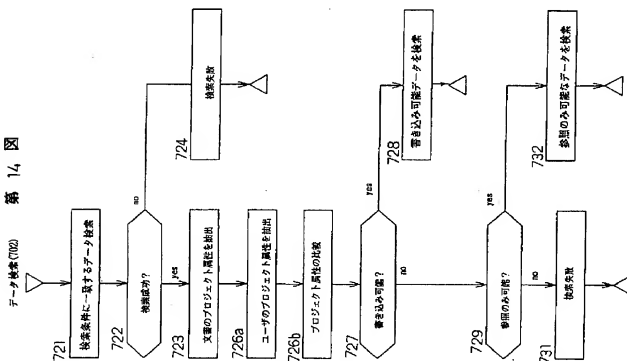 第 14 図
データ検索(702)
721
検索条件に一致するデータ検索
722
検索成功?
no
yes
724
検索失敗
723
文書のプロジェクト属性を抽出
726a
ユーザのプロジェクト属性を抽出
726b
プロジェクト属性の比較
727
書き込み可能?
yes
no
728
書き込み可能データを検索
729
参照のみ可能?
yes
no
732
参照のみ可能なデータを検索
731
検索失敗